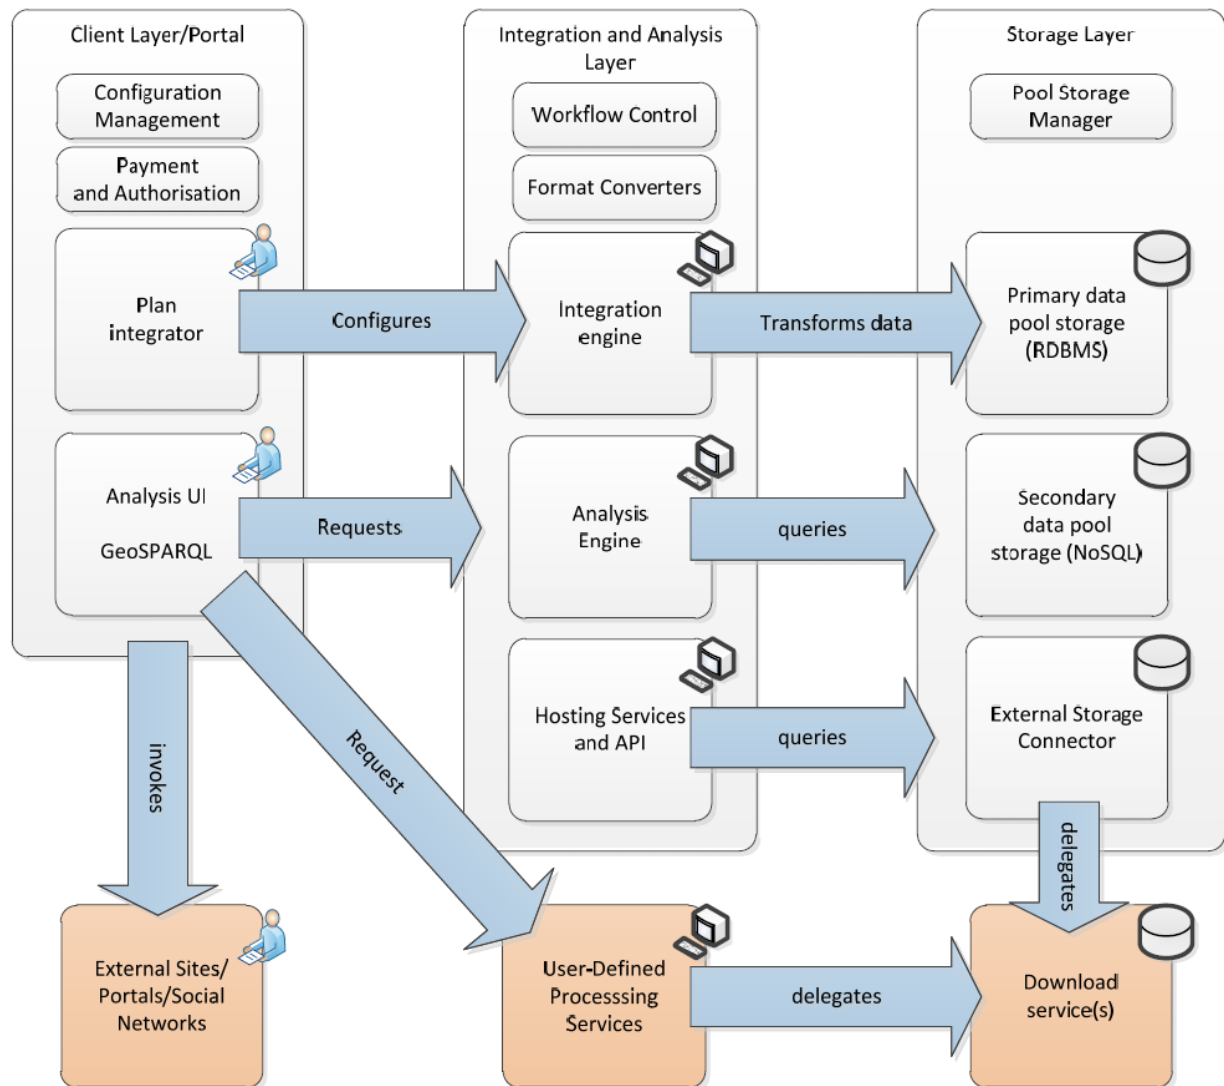 Client Layer/Portal
Configuration
Management
Payment
and Authorisation
Plan
integrator
Analysis UI
GeoSPARQL
Configures
Requests
Request
invokes
Integration and Analysis
Layer
Workflow Control
Format Converters
Integration
engine
Analysis
Engine
Hosting Services
and API
Transforms data
queries
queries
Storage Layer
Pool Storage
Manager
Primary data
pool storage
(RDBMS)
Secondary
data pool
storage (NoSQL)
External Storage
Connector
delegates
External Sites/
Portals/Social
Networks
User-Defined
Processsing
Services
delegates
Download
service(s)